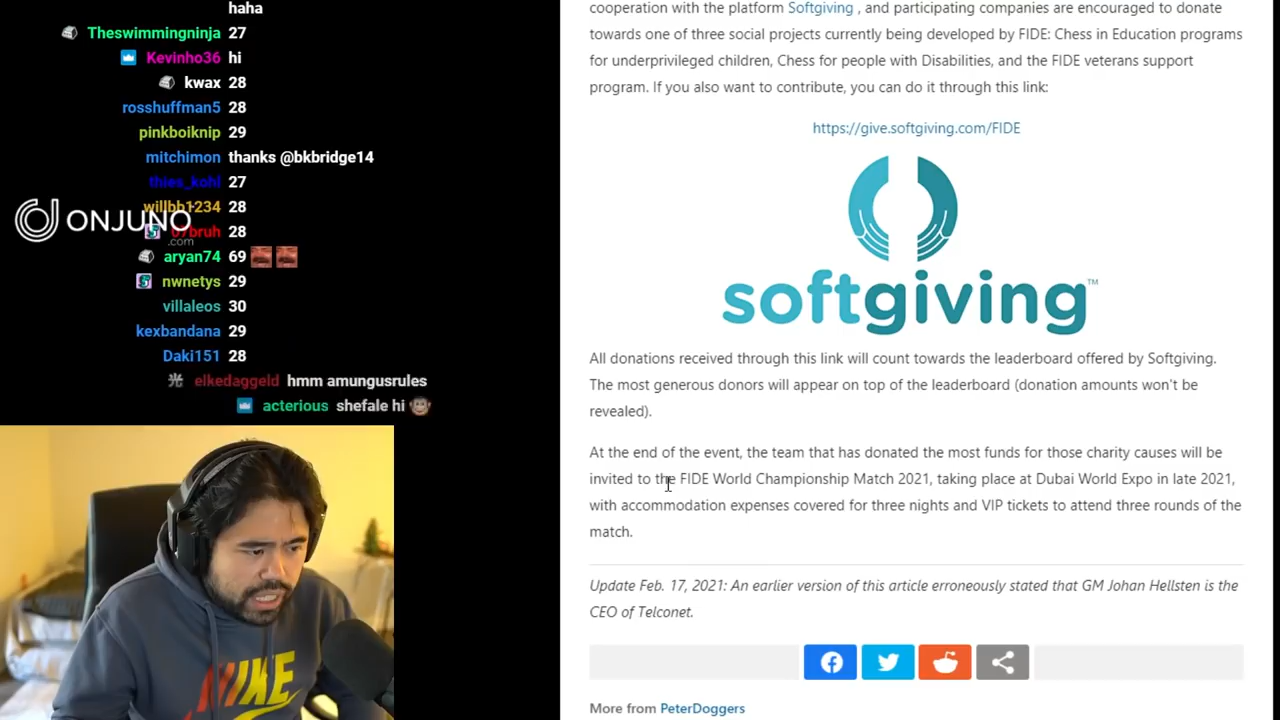 haha
Theswimmingninja 27
Kevinho36 hi
kwax 28
rosshuffman5 28
pinkboiknip 29
mitchimon thanks @bkbridge14
thies_kohl 27
willbb1234 28
ONJUNO
.com
07bruh 28
aryan74 69
nwnetys 29
villaleos 30
kexbandana 29
Daki151 28
光 elkedaggeld hmm amungusrules
acterious shefale hi
NIKE
cooperation with the platform Softgiving , and participating companies are encouraged to donate
towards one of three social projects currently being developed by FIDE: Chess in Education programs
for underprivileged children, Chess for people with Disabilities, and the FIDE veterans support
program. If you also want to contribute, you can do it through this link:
https://give.softgiving.com/FIDE
softgiving™
All donations received through this link will count towards the leaderboard offered by Softgiving.
The most generous donors will appear on top of the leaderboard (donation amounts won't be
revealed).
At the end of the event, the team that has donated the most funds for those charity causes will be
invited to the FIDE World Championship Match 2021, taking place at Dubai World Expo in late 2021,
with accommodation expenses covered for three nights and VIP tickets to attend three rounds of the
match.
Update Feb. 17, 2021: An earlier version of this article erroneously stated that GM Johan Hellsten is the
CEO of Telconet.
More from PeterDoggers